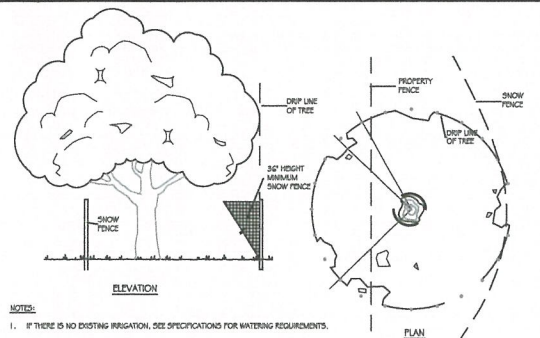 DRIP LINE
OF TREE
36" HEIGHT
MINIMUM
SNOW FENCE
SNOW
FENCE
ELEVATION
PROPERTY
FENCE
SNOW
FENCE
DRIP LINE
OF TREE
PLAN
NOTES:
1. IF THERE IS NO EXISTING IRRIGATION, SEE SPECIFICATIONS FOR WATERING REQUIREMENTS.